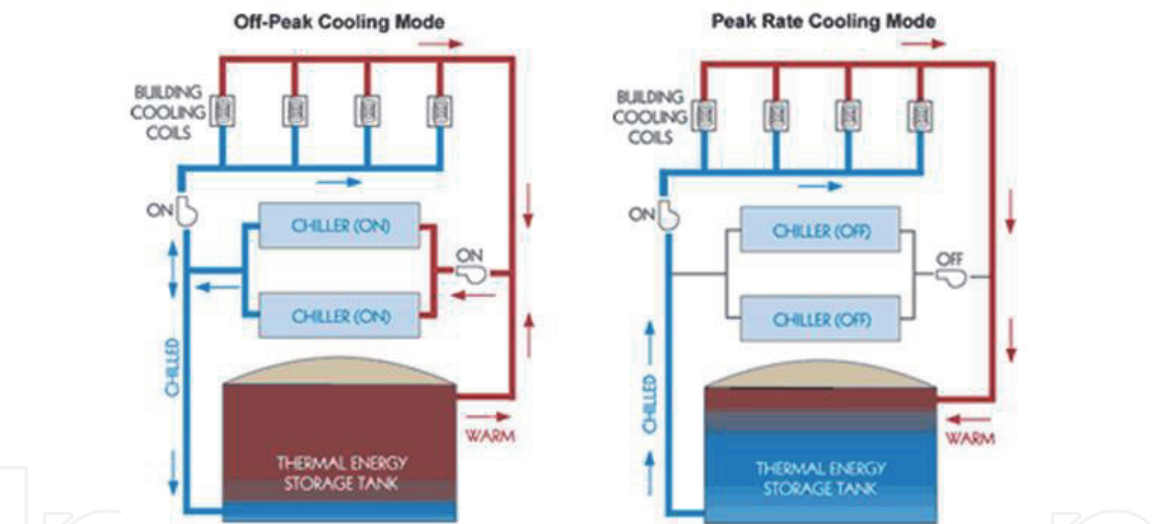 Off-Peak Cooling Mode
BUILDING
COOLING
COILS
ON
CHILLER (ON)
ON
CHILLER (ON)
CHILLED
WARM
THERMAL ENERGY
STORAGE TANK
Peak Rate Cooling Mode
BUILDING
COOLING
COILS
ON
CHILLER (OFF)
OFF
CHILLER (OFF)
CHILLED
WARM
THERMAL ENERGY
STORAGE TANK